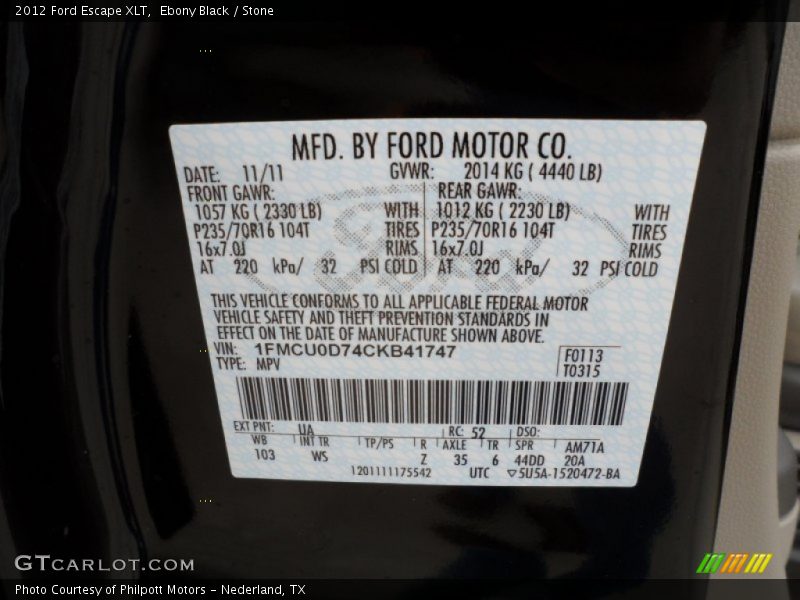 2012 Ford Escape XLT, Ebony Black / Stone
MFD. BY FORD MOTOR CO.
DATE: 11/11 GVWR: 2014 KG ( 4440 LB)
FRONT GAWR: REAR GAWR:
1057 KG ( 2330 LB) WITH 1012 KG ( 2230 LB) WITH
P235/70R16 104T TIRES P235/70R16 104T TIRES
16x7.0J RIMS 16x7.0J RIMS
AT 220 kPa/ 32 PSI COLD AT 220 kPa/ 32 PSI COLD
THIS VEHICLE CONFORMS TO ALL APPLICABLE FEDERAL MOTOR
VEHICLE SAFETY AND THEFT PREVENTION STANDARDS IN
EFFECT ON THE DATE OF MANUFACTURE SHOWN ABOVE.
VIN: 1FMCU0D74CKB41747 F0113
TYPE: MPV T0315
EXT PNT: UA RC: 52 DSO:
WB INT TR TP/PS R AXLE TR SPR AM71A
103 WS Z 35 6 44DD 20A
1201111175542 UTC ▽5U5A-1520472-BA
GTCARLOT.COM
Photo Courtesy of Philpott Motors - Nederland, TX